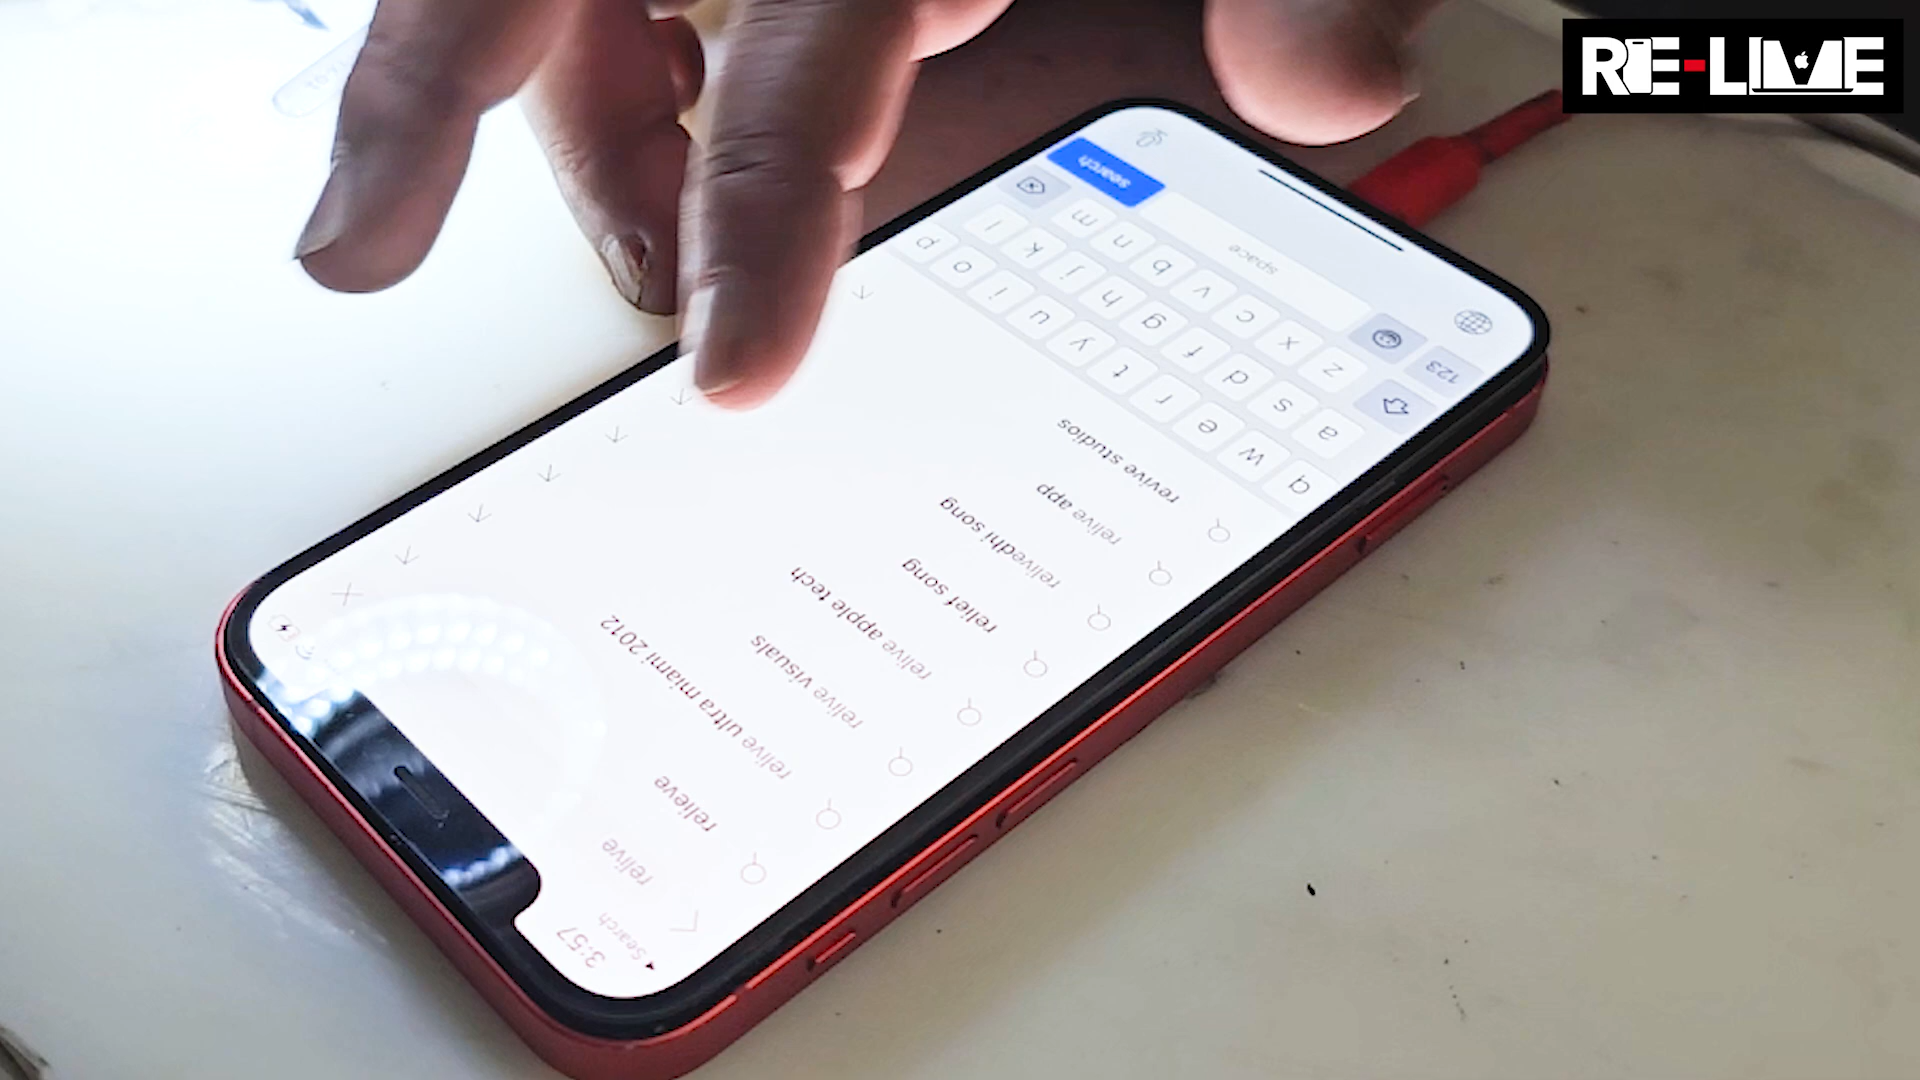 RE-LIVE
3:57
Search
relive
relieve
relive ultra miami 2012
relive visuals
relive apple tech
relief song
relivedhi song
relive app
revive studios
q w e r t y u i o p
a s d f g h j k l
z x c v b n m
123 space search